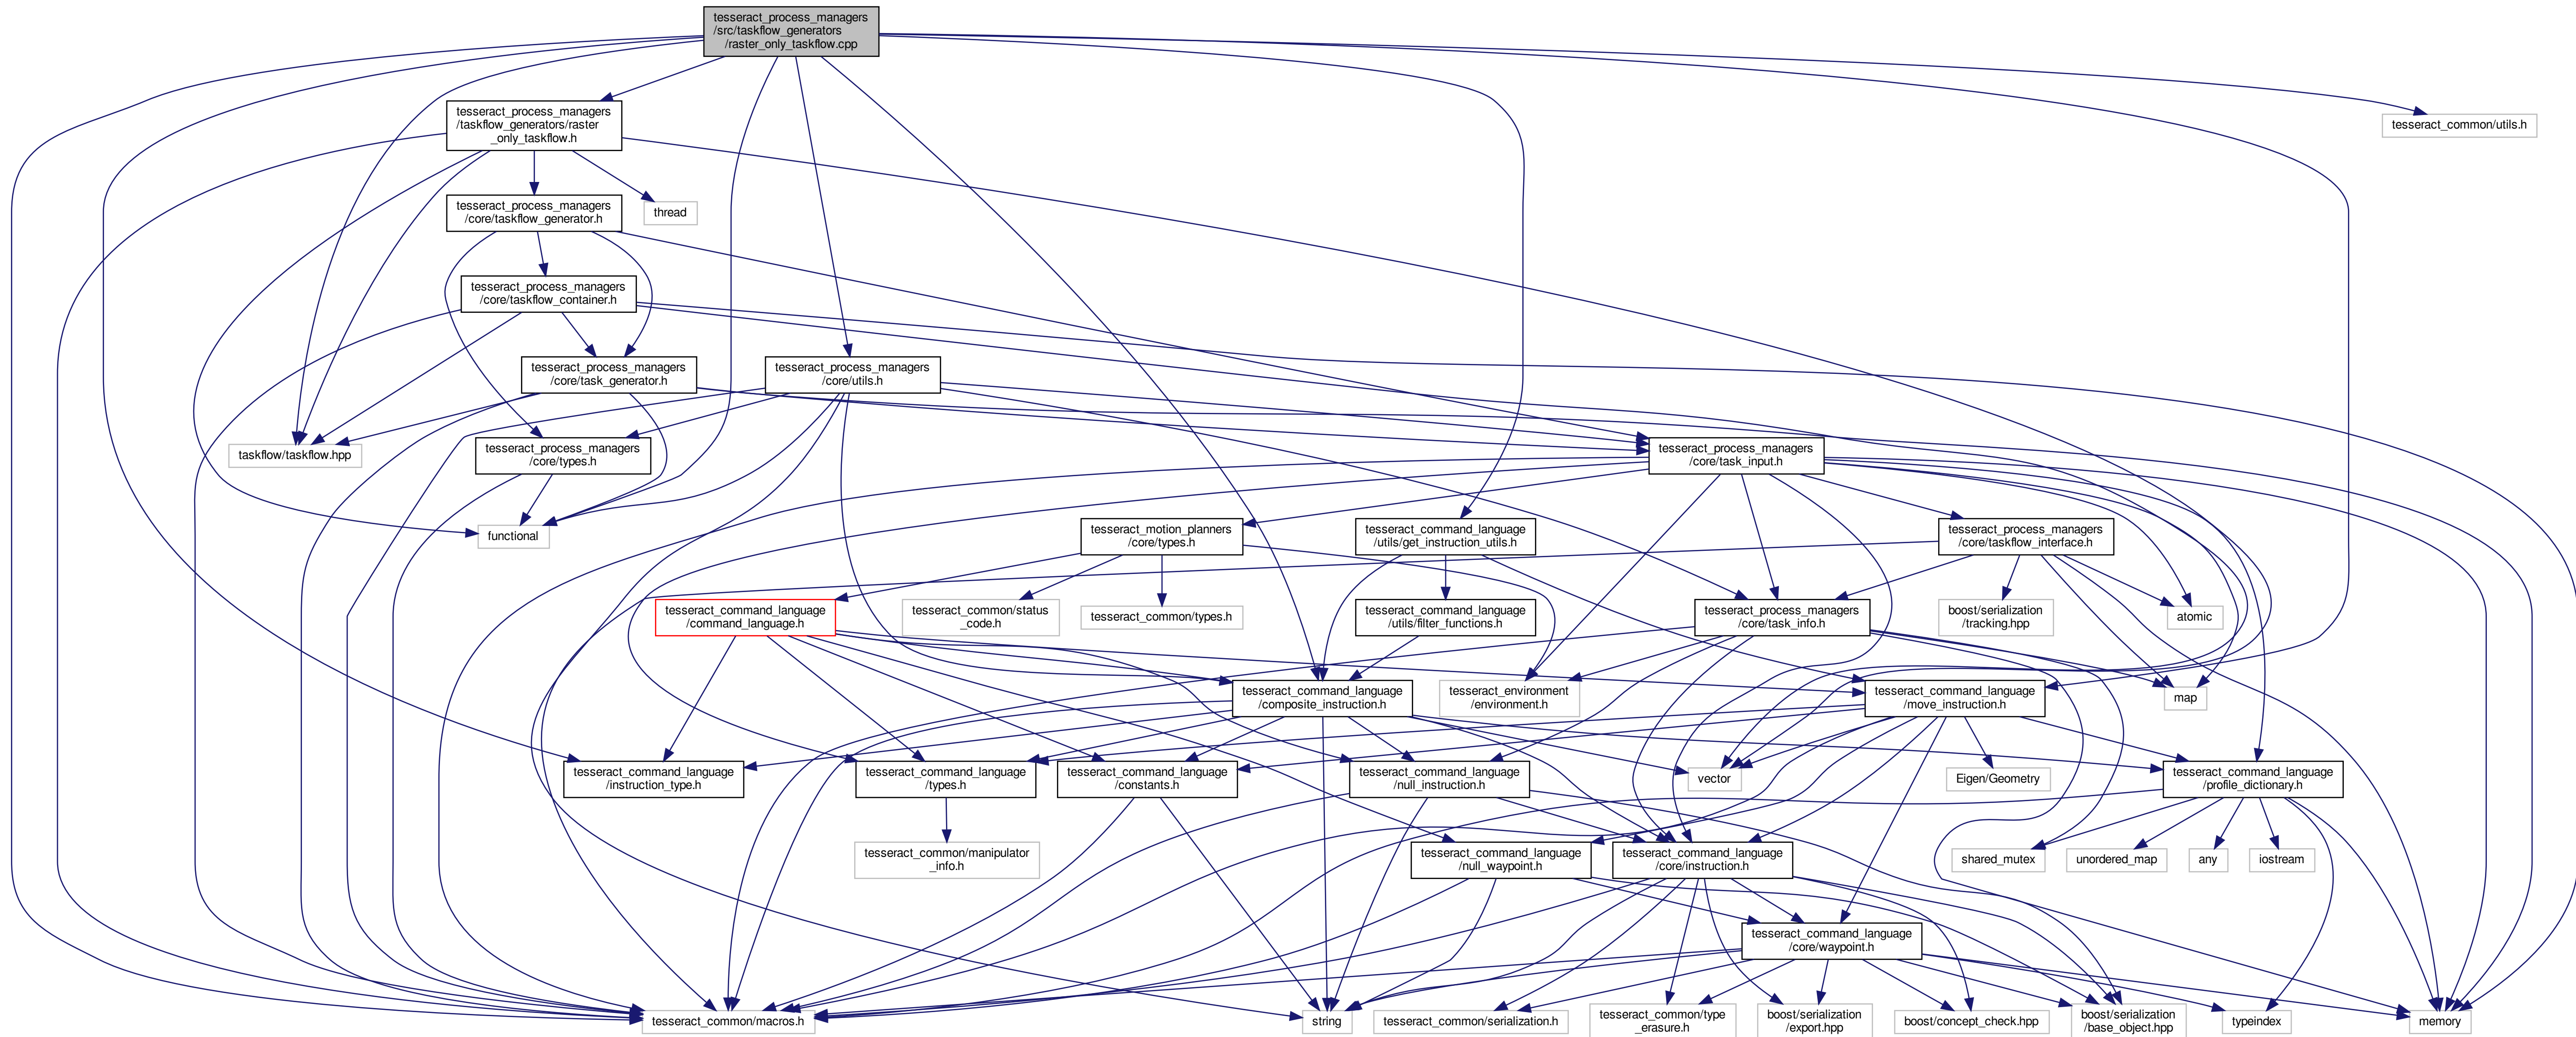 tesseract_process_managers
/src/taskflow_generators
/raster_only_taskflow.cpp
tesseract_process_managers
/taskflow_generators/raster
_only_taskflow.h
tesseract_common/utils.h
tesseract_process_managers
/core/taskflow_generator.h
thread
tesseract_process_managers
/core/taskflow_container.h
tesseract_process_managers
/core/task_generator.h
tesseract_process_managers
/core/utils.h
taskflow/taskflow.hpp
tesseract_process_managers
/core/types.h
tesseract_process_managers
/core/task_input.h
functional
tesseract_motion_planners
/core/types.h
tesseract_command_language
/utils/get_instruction_utils.h
tesseract_process_managers
/core/taskflow_interface.h
tesseract_command_language
/command_language.h
tesseract_common/status
_code.h
tesseract_common/types.h
tesseract_command_language
/utils/filter_functions.h
tesseract_process_managers
/core/task_info.h
boost/serialization
/tracking.hpp
atomic
tesseract_command_language
/composite_instruction.h
tesseract_environment
/environment.h
tesseract_command_language
/move_instruction.h
map
tesseract_command_language
/instruction_type.h
tesseract_command_language
/types.h
tesseract_command_language
/constants.h
tesseract_command_language
/null_instruction.h
vector
Eigen/Geometry
tesseract_command_language
/profile_dictionary.h
tesseract_common/manipulator
_info.h
tesseract_command_language
/null_waypoint.h
tesseract_command_language
/core/instruction.h
shared_mutex
unordered_map
any
iostream
tesseract_command_language
/core/waypoint.h
tesseract_common/macros.h
string
tesseract_common/serialization.h
tesseract_common/type
_erasure.h
boost/serialization
/export.hpp
boost/concept_check.hpp
boost/serialization
/base_object.hpp
typeindex
memory